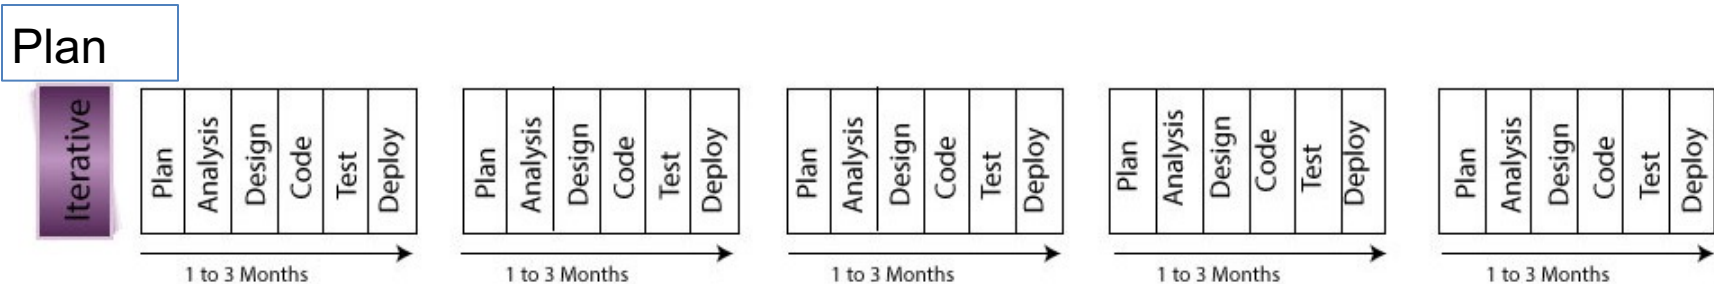 Plan
Iterative
Plan
Analysis
Design
Code
Test
Deploy
1 to 3 Months
Plan
Analysis
Design
Code
Test
Deploy
1 to 3 Months
Plan
Analysis
Design
Code
Test
Deploy
1 to 3 Months
Plan
Analysis
Design
Code
Test
Deploy
1 to 3 Months
Plan
Analysis
Design
Code
Test
Deploy
1 to 3 Months